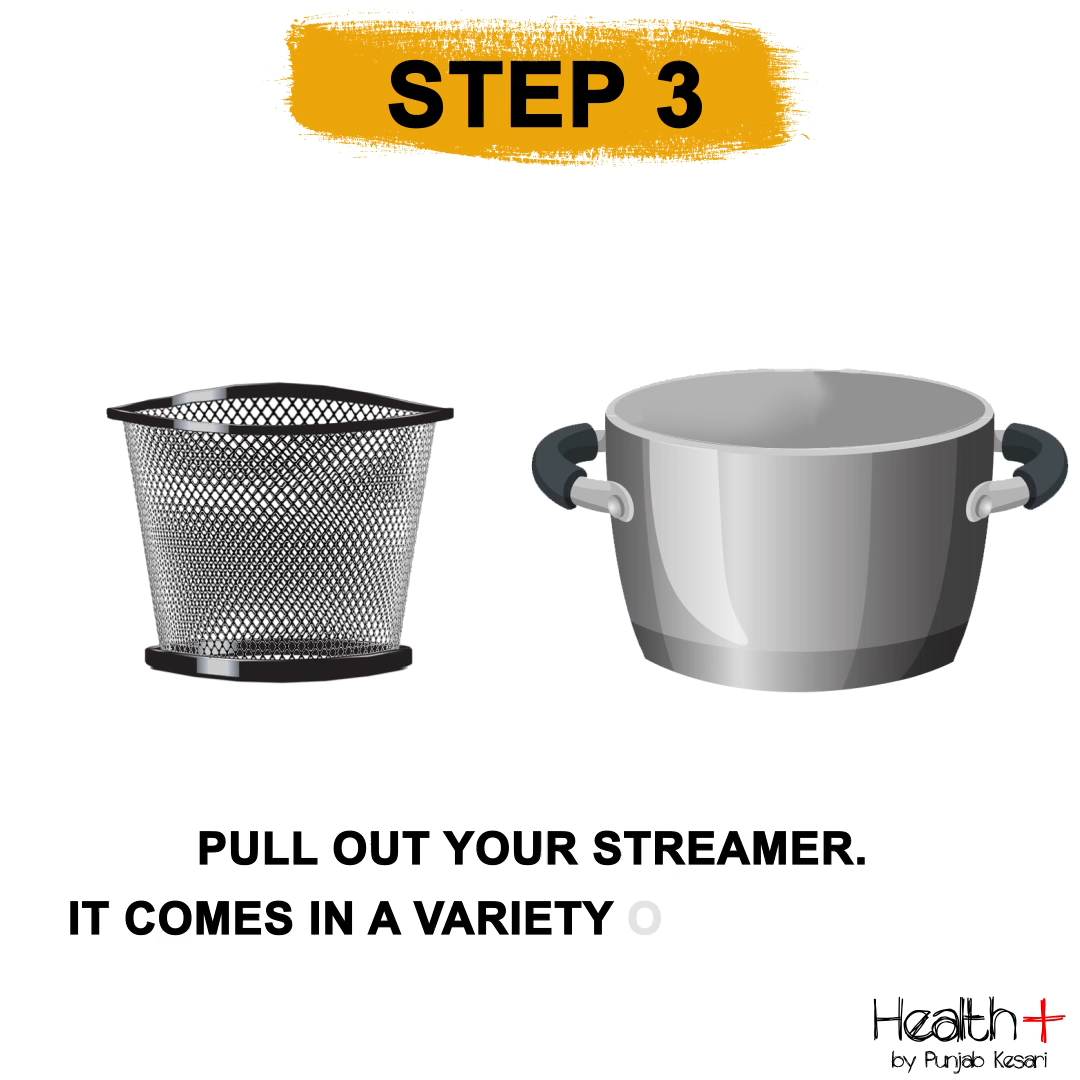 STEP 3
PULL OUT YOUR STREAMER.
IT COMES IN A VARIETY O
Health+
by Punjab Kesari